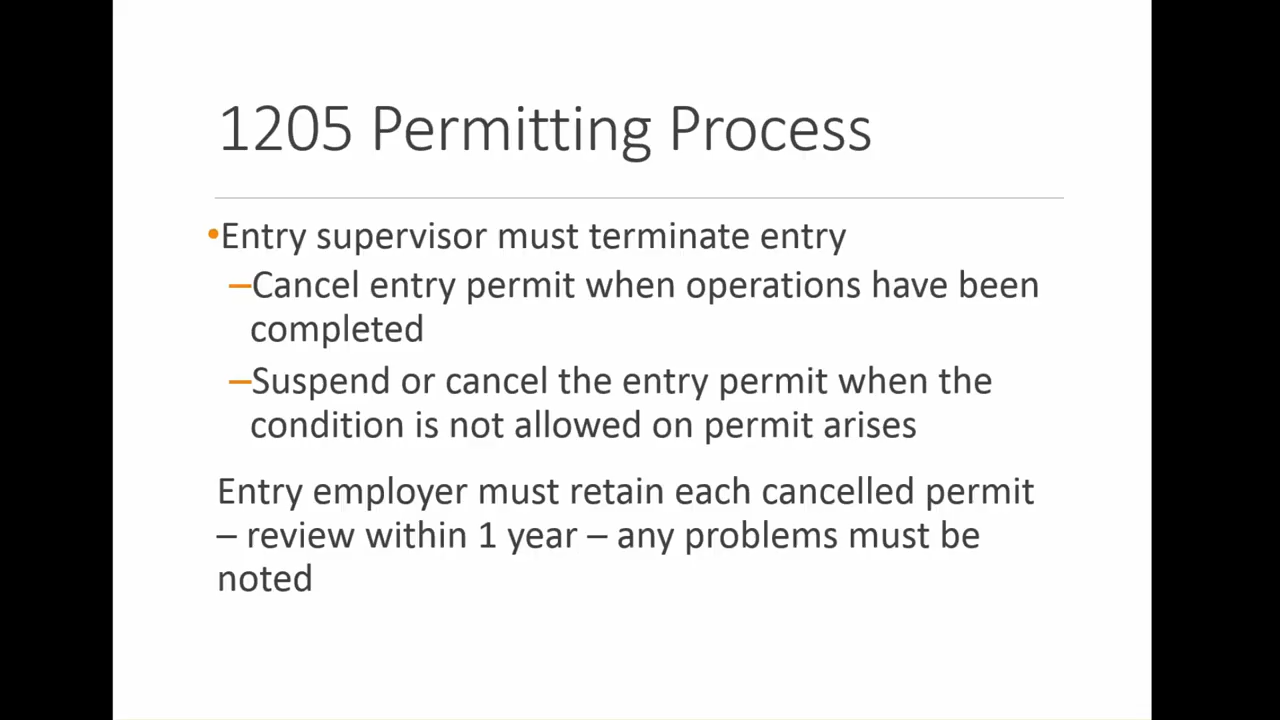 1205 Permitting Process
•Entry supervisor must terminate entry
–Cancel entry permit when operations have been
completed
–Suspend or cancel the entry permit when the
condition is not allowed on permit arises
Entry employer must retain each cancelled permit
– review within 1 year – any problems must be
noted